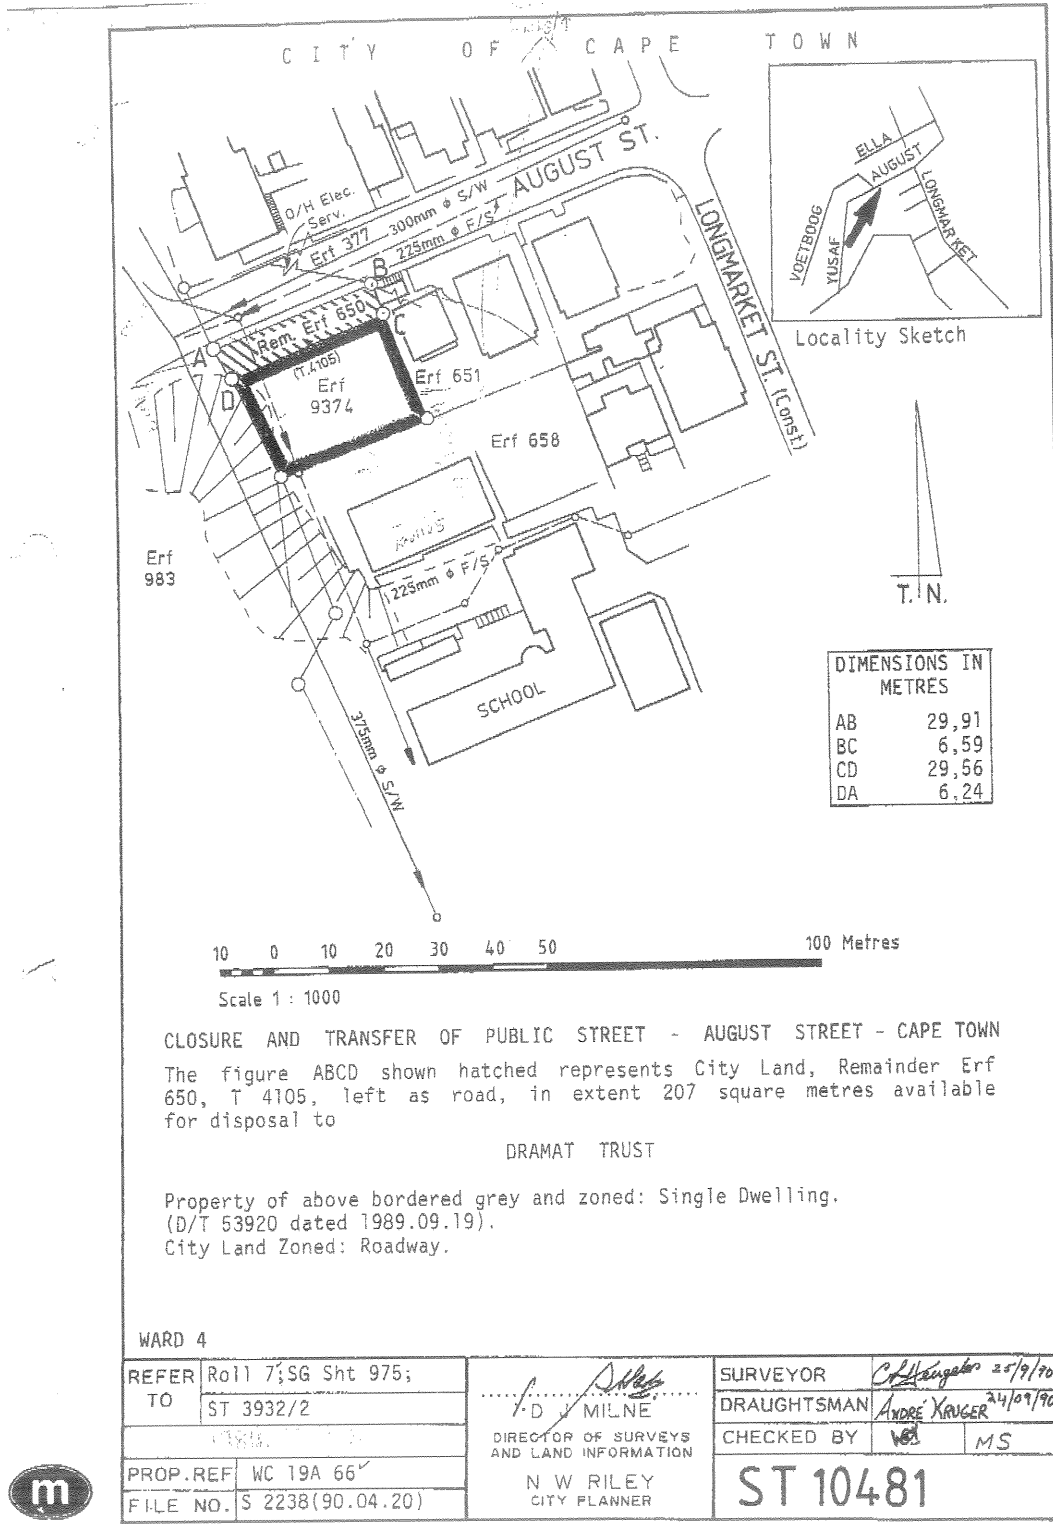 CITY OF CAPE TOWN
AUGUST ST.
O/H Elec.
Serv.
Erf 377
300mm ϕ S/W
225mm ϕ F/S
LONGMARKET ST. (Const)
B
Rem. Erf 650
C
A
(T.4105)
Erf
9374
D
Erf 651
Erf 658
Erf
983
225mm ϕ F/S
SCHOOL
375mm ϕ S/W
ELLA
AUGUST
LONGMARKET
VOETBOOG
YUSAF
Locality Sketch
T. N.
DIMENSIONS IN
METRES
AB 29,91
BC 6,59
CD 29,56
DA 6,24
10 0 10 20 30 40 50 100 Metres
Scale 1 : 1000
CLOSURE AND TRANSFER OF PUBLIC STREET - AUGUST STREET - CAPE TOWN
The figure ABCD shown hatched represents City Land, Remainder Erf
650, T 4105, left as road, in extent 207 square metres available
for disposal to
DRAMAT TRUST
Property of above bordered grey and zoned: Single Dwelling.
(D/T 53920 dated 1989.09.19).
City Land Zoned: Roadway.
WARD 4
REFER TO
Roll 7;SG Sht 975;
ST 3932/2
PROP.REF WC 19A 66
FILE NO. S 2238(90.04.20)
D J MILNE
DIRECTOR OF SURVEYS
AND LAND INFORMATION
N W RILEY
CITY PLANNER
SURVEYOR 25/9/90
DRAUGHTSMAN ANDRÉ KRUGER 24/09/90
CHECKED BY MS
ST 10481
m